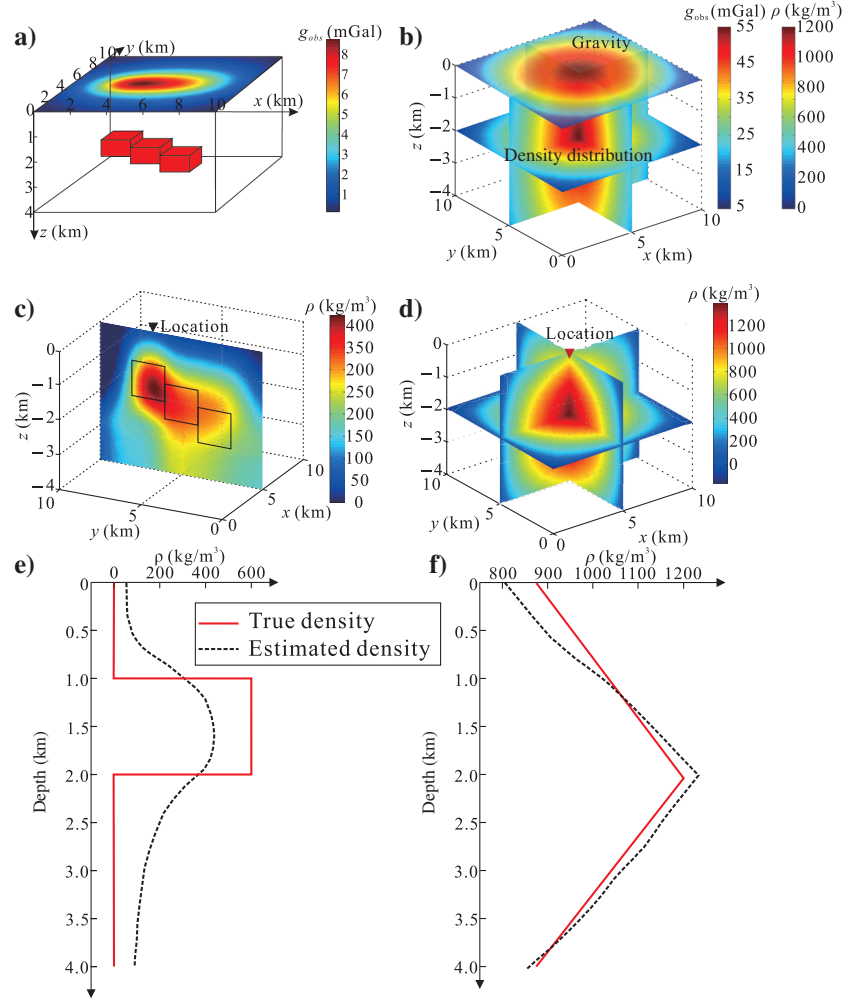 a)
g_obs (mGal)
8
7
6
5
4
3
2
1
y (km)
10
8
6
4
2
0 2 4 6 8 10
x (km)
1
2
3
4
z (km)
b)
g_obs (mGal)
ρ (kg/m³)
55
45
35
25
15
5
1200
1000
800
600
400
200
0
Gravity
Density distribution
0
−1
−2
−3
−4
z (km)
10
5
0
y (km)
0
5
10
x (km)
c)
Location
ρ (kg/m³)
400
350
300
250
200
150
100
50
0
0
−1
−2
−3
−4
z (km)
10
5
0
y (km)
0
5
10
x (km)
d)
Location
ρ (kg/m³)
1200
1000
800
600
400
200
0
0
−1
−2
−3
−4
z (km)
10
5
0
y (km)
0
5
10
x (km)
e)
ρ (kg/m³)
0 200 400 600
0
0.5
1.0
1.5
2.0
2.5
3.0
3.5
4.0
Depth (km)
True density
Estimated density
f)
ρ (kg/m³)
800 900 1000 1100 1200
0
0.5
1.0
1.5
2.0
2.5
3.0
3.5
4.0
Depth (km)